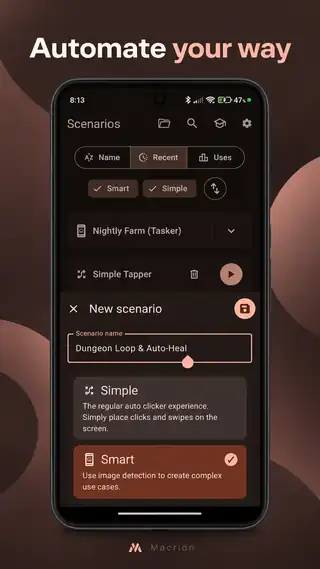 Automate your way
8:13
47%
Scenarios
Name
Recent
Uses
Smart
Simple
Nightly Farm (Tasker)
Simple Tapper
New scenario
Scenario name
Dungeon Loop & Auto-Heal
Simple
The regular auto clicker experience.
Simply place clicks and swipes on the
screen.
Smart
Use image detection to create complex
use cases.
Macrion